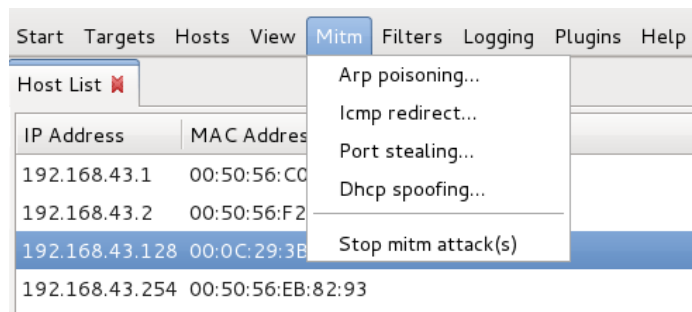 Start Targets Hosts View Mitm Filters Logging Plugins Help
Host List
Arp poisoning...
Icmp redirect...
Port stealing...
Dhcp spoofing...
Stop mitm attack(s)
IP Address MAC Addres
192.168.43.1 00:50:56:C0
192.168.43.2 00:50:56:F2
192.168.43.128 00:0C:29:3B
192.168.43.254 00:50:56:EB:82:93